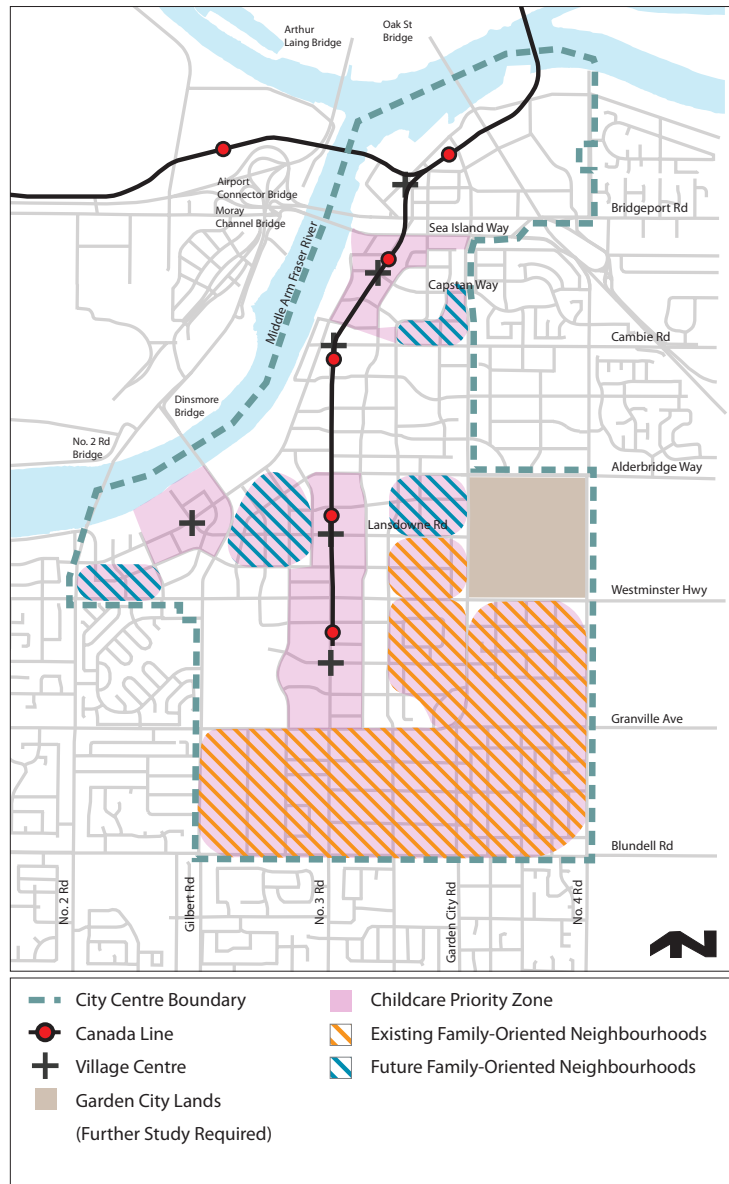 Arthur
Laing Bridge
Oak St
Bridge
Airport
Connector Bridge
Moray
Channel Bridge
Bridgeport Rd
Sea Island Way
Middle Arm Fraser River
Capstan Way
Cambie Rd
Dinsmore
Bridge
No. 2 Rd
Bridge
Alderbridge Way
Lansdowne Rd
Westminster Hwy
Granville Ave
Blundell Rd
No. 2 Rd
Gilbert Rd
No. 3 Rd
Garden City Rd
No. 4 Rd
N
City Centre Boundary
Canada Line
Village Centre
Garden City Lands
(Further Study Required)
Childcare Priority Zone
Existing Family-Oriented Neighbourhoods
Future Family-Oriented Neighbourhoods